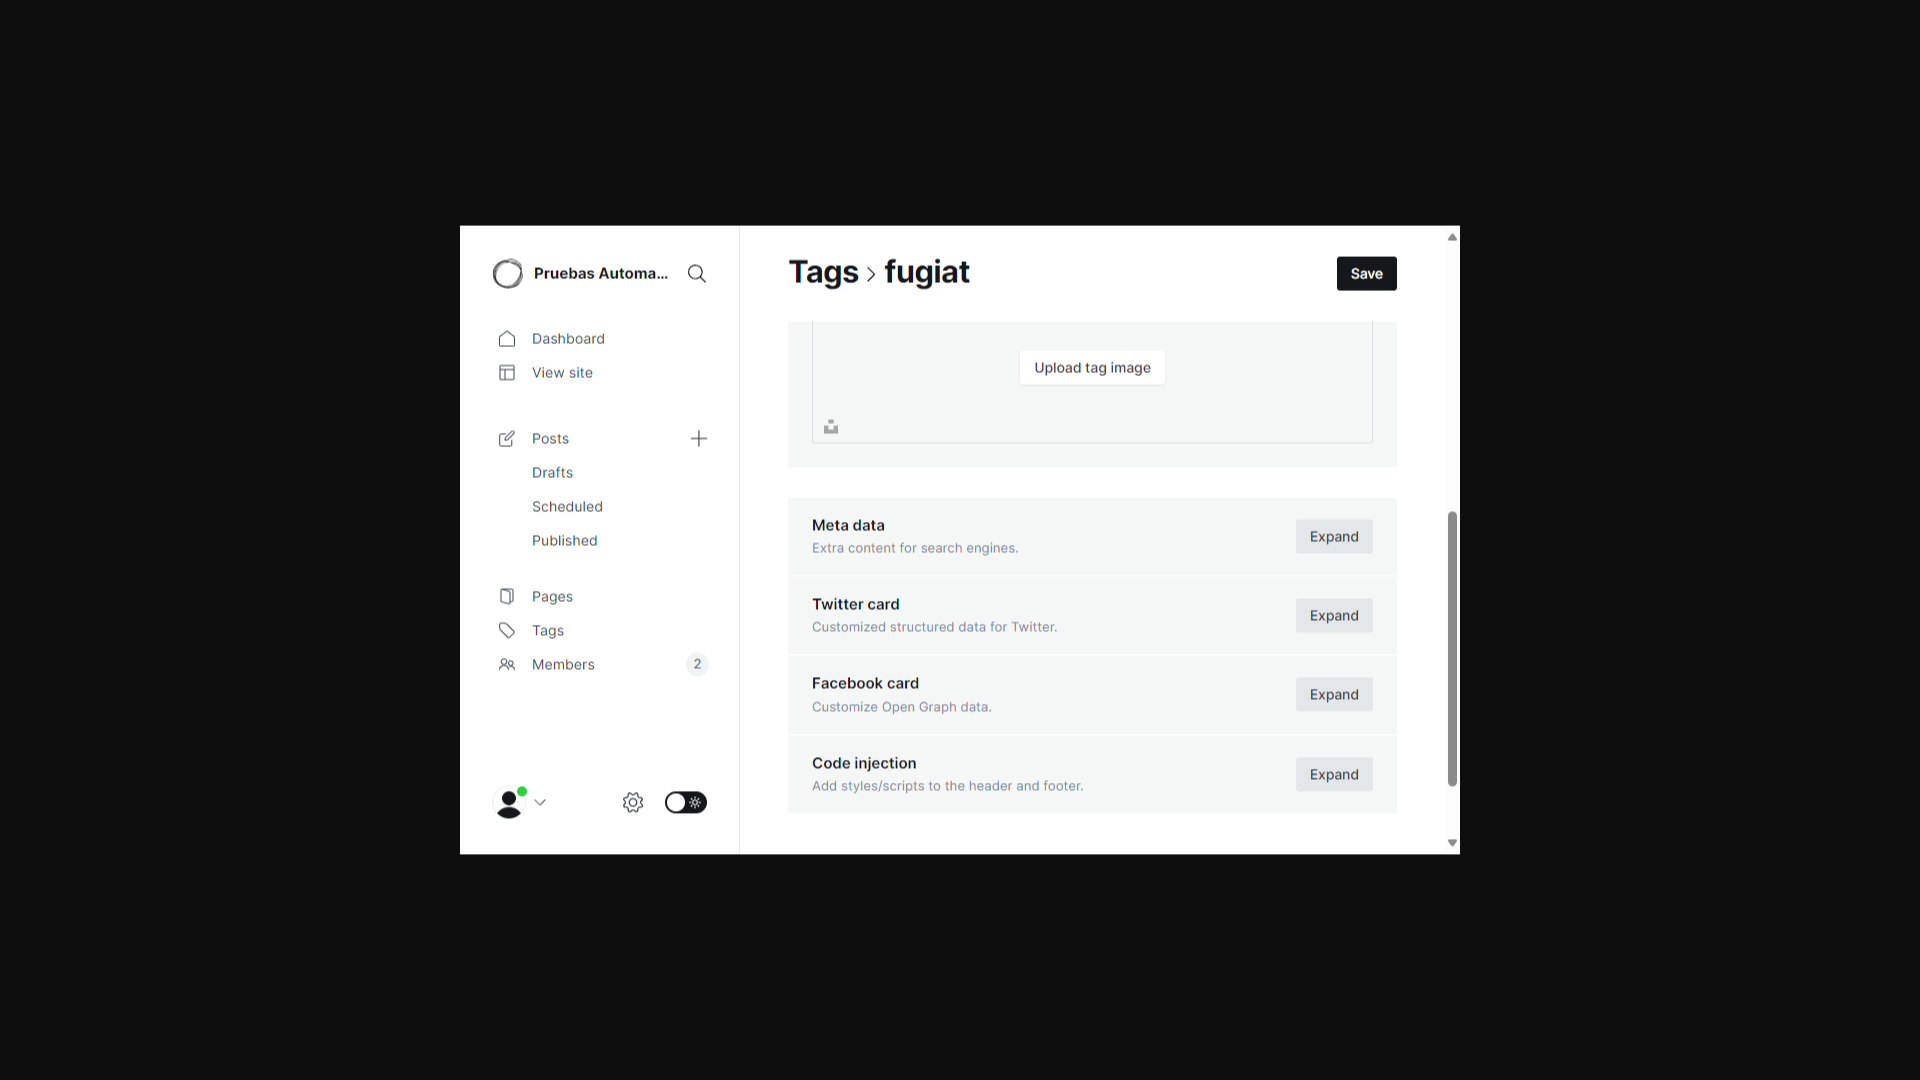 Pruebas Automa...
Dashboard
View site
Posts
Drafts
Scheduled
Published
Pages
Tags
Members
2
Tags
fugiat
Save
Upload tag image
Meta data
Extra content for search engines.
Expand
Twitter card
Customized structured data for Twitter.
Expand
Facebook card
Customize Open Graph data.
Expand
Code injection
Add styles/scripts to the header and footer.
Expand